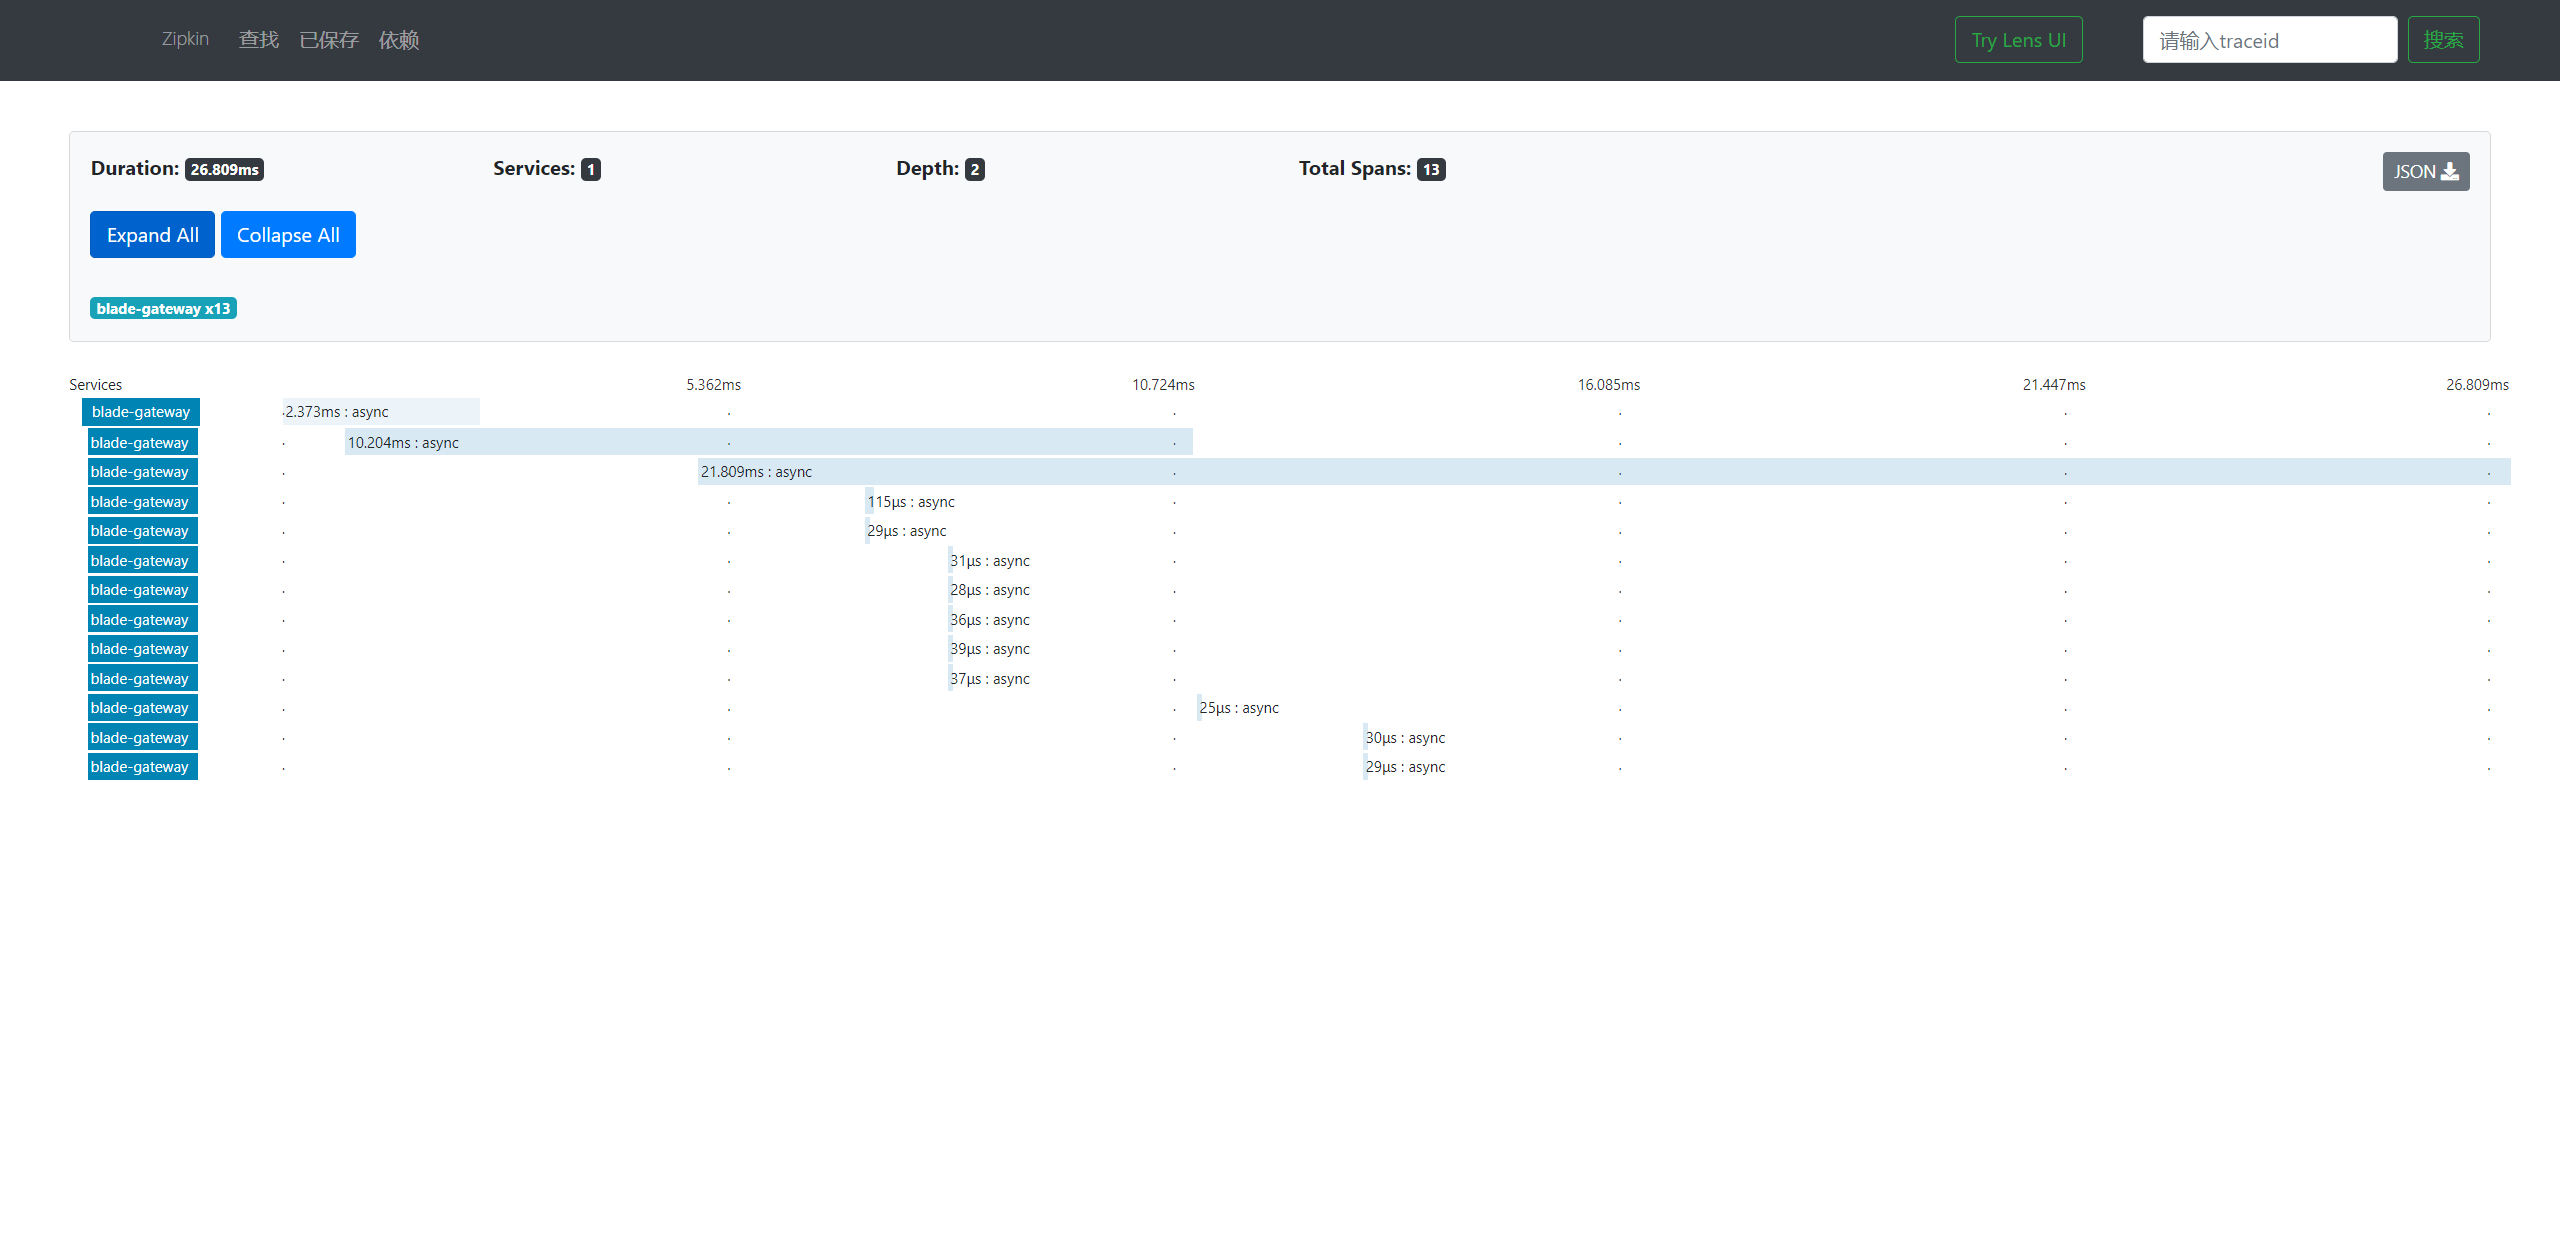 Zipkin 查找 已保存 依赖 Try Lens UI 请输入traceid 搜索
Duration: 26.809ms Services: 1 Depth: 2 Total Spans: 13 JSON
Expand All Collapse All
blade-gateway x13
Services 5.362ms 10.724ms 16.085ms 21.447ms 26.809ms
blade-gateway 2.373ms : async
blade-gateway 10.204ms : async
blade-gateway 21.809ms : async
blade-gateway 115μs : async
blade-gateway 29μs : async
blade-gateway 31μs : async
blade-gateway 28μs : async
blade-gateway 36μs : async
blade-gateway 39μs : async
blade-gateway 37μs : async
blade-gateway 25μs : async
blade-gateway 30μs : async
blade-gateway 29μs : async